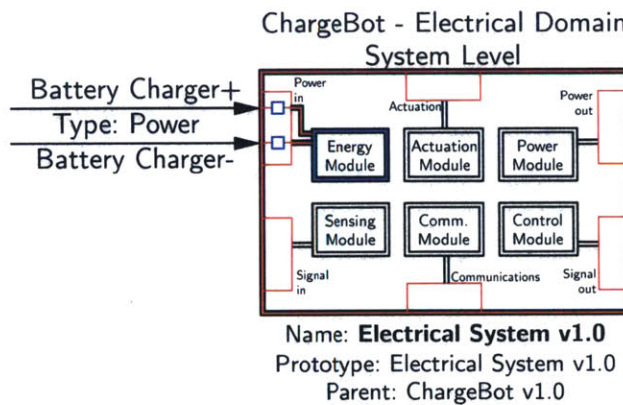 ChargeBot - Electrical Domain
System Level
Battery Charger+
Type: Power
Battery Charger-
Power
in
Actuation
Power
out
Energy
Module
Actuation
Module
Power
Module
Sensing
Module
Comm.
Module
Control
Module
Signal
in
Communications
Signal
out
Name: Electrical System v1.0
Prototype: Electrical System v1.0
Parent: ChargeBot v1.0